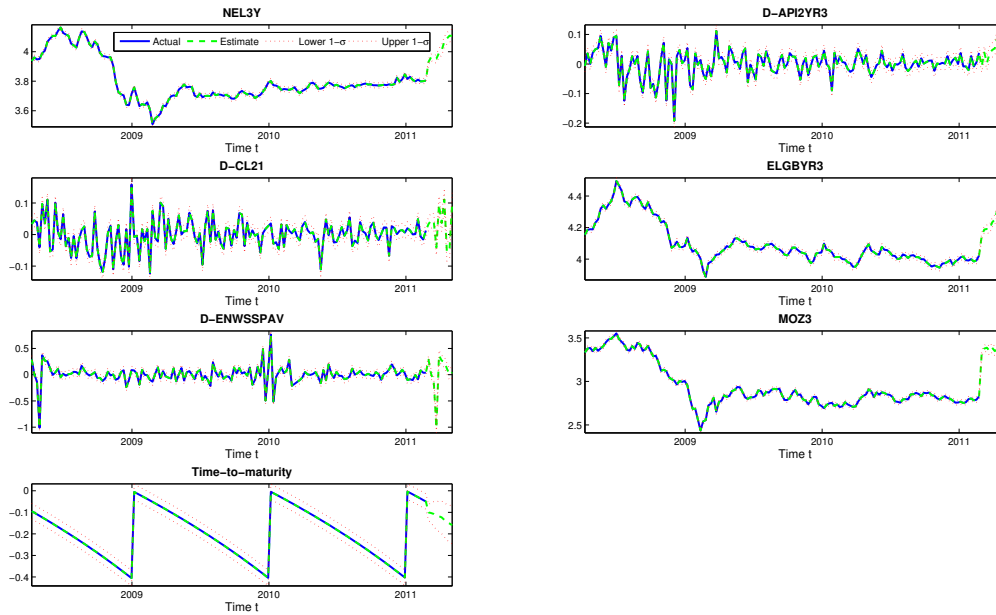 NEL3Y
Actual Estimate Lower 1−σ Upper 1−σ
4
3.8
3.6
2009 2010 2011
Time t
D−API2YR3
0.1
0
−0.1
−0.2
2009 2010 2011
Time t
D−CL21
0.1
0
−0.1
2009 2010 2011
Time t
ELGBYR3
4.4
4.2
4
2009 2010 2011
Time t
D−ENWSSPAV
0.5
0
−0.5
−1
2009 2010 2011
Time t
MOZ3
3.5
3
2.5
2009 2010 2011
Time t
Time−to−maturity
0
−0.1
−0.2
−0.3
−0.4
2009 2010 2011
Time t